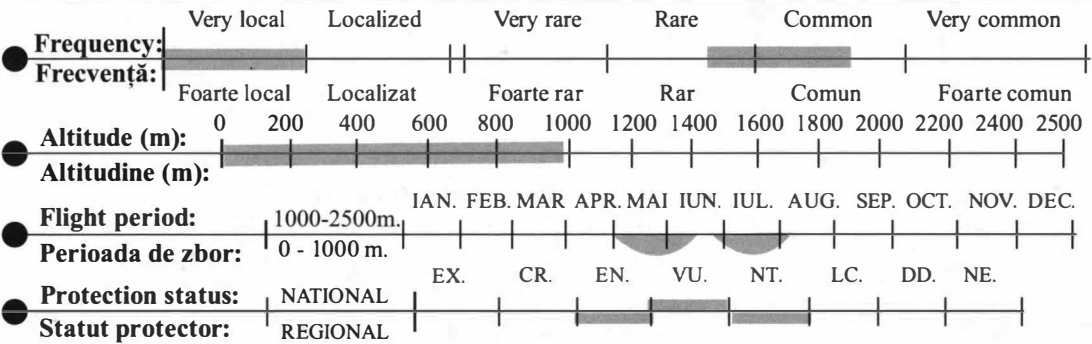 Very local Localized Very rare Rare Common Very common
Frequency:
Frecvență:
Foarte local Localizat Foarte rar Rar Comun Foarte comun
Altitude (m): 0 200 400 600 800 1000 1200 1400 1600 1800 2000 2200 2400 2500
Altitudine (m):
IAN. FEB. MAR APR. MAI IUN. IUL. AUG. SEP. OCT. NOV. DEC.
Flight period: 1000-2500m.
Perioada de zbor: 0 - 1000 m.
EX. CR. EN. VU. NT. LC. DD. NE.
Protection status: NATIONAL
Statut protector: REGIONAL